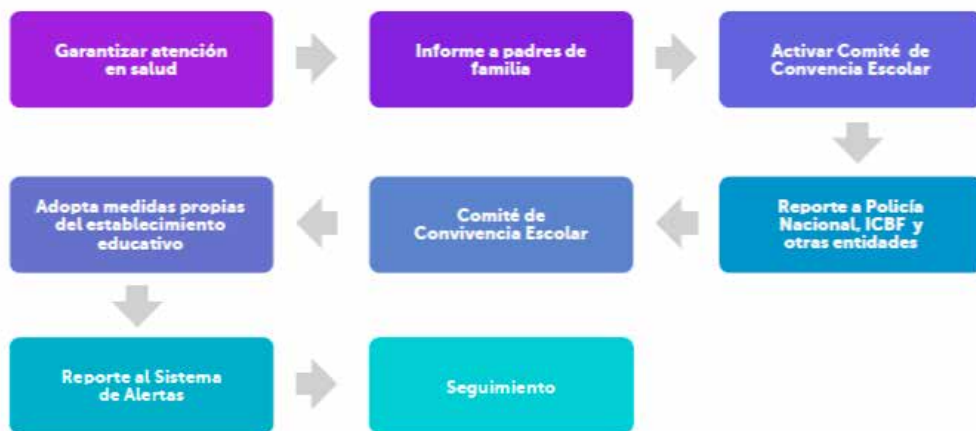 Garantizar atención
en salud
Informe a padres de
familia
Activar Comité de
Convencia Escolar
Reporte a Policía
Nacional, ICBF y
otras entidades
Comité de
Convivencia Escolar
Adopta medidas propias
del establecimiento
educativo
Reporte al Sistema
de Alertas
Seguimiento